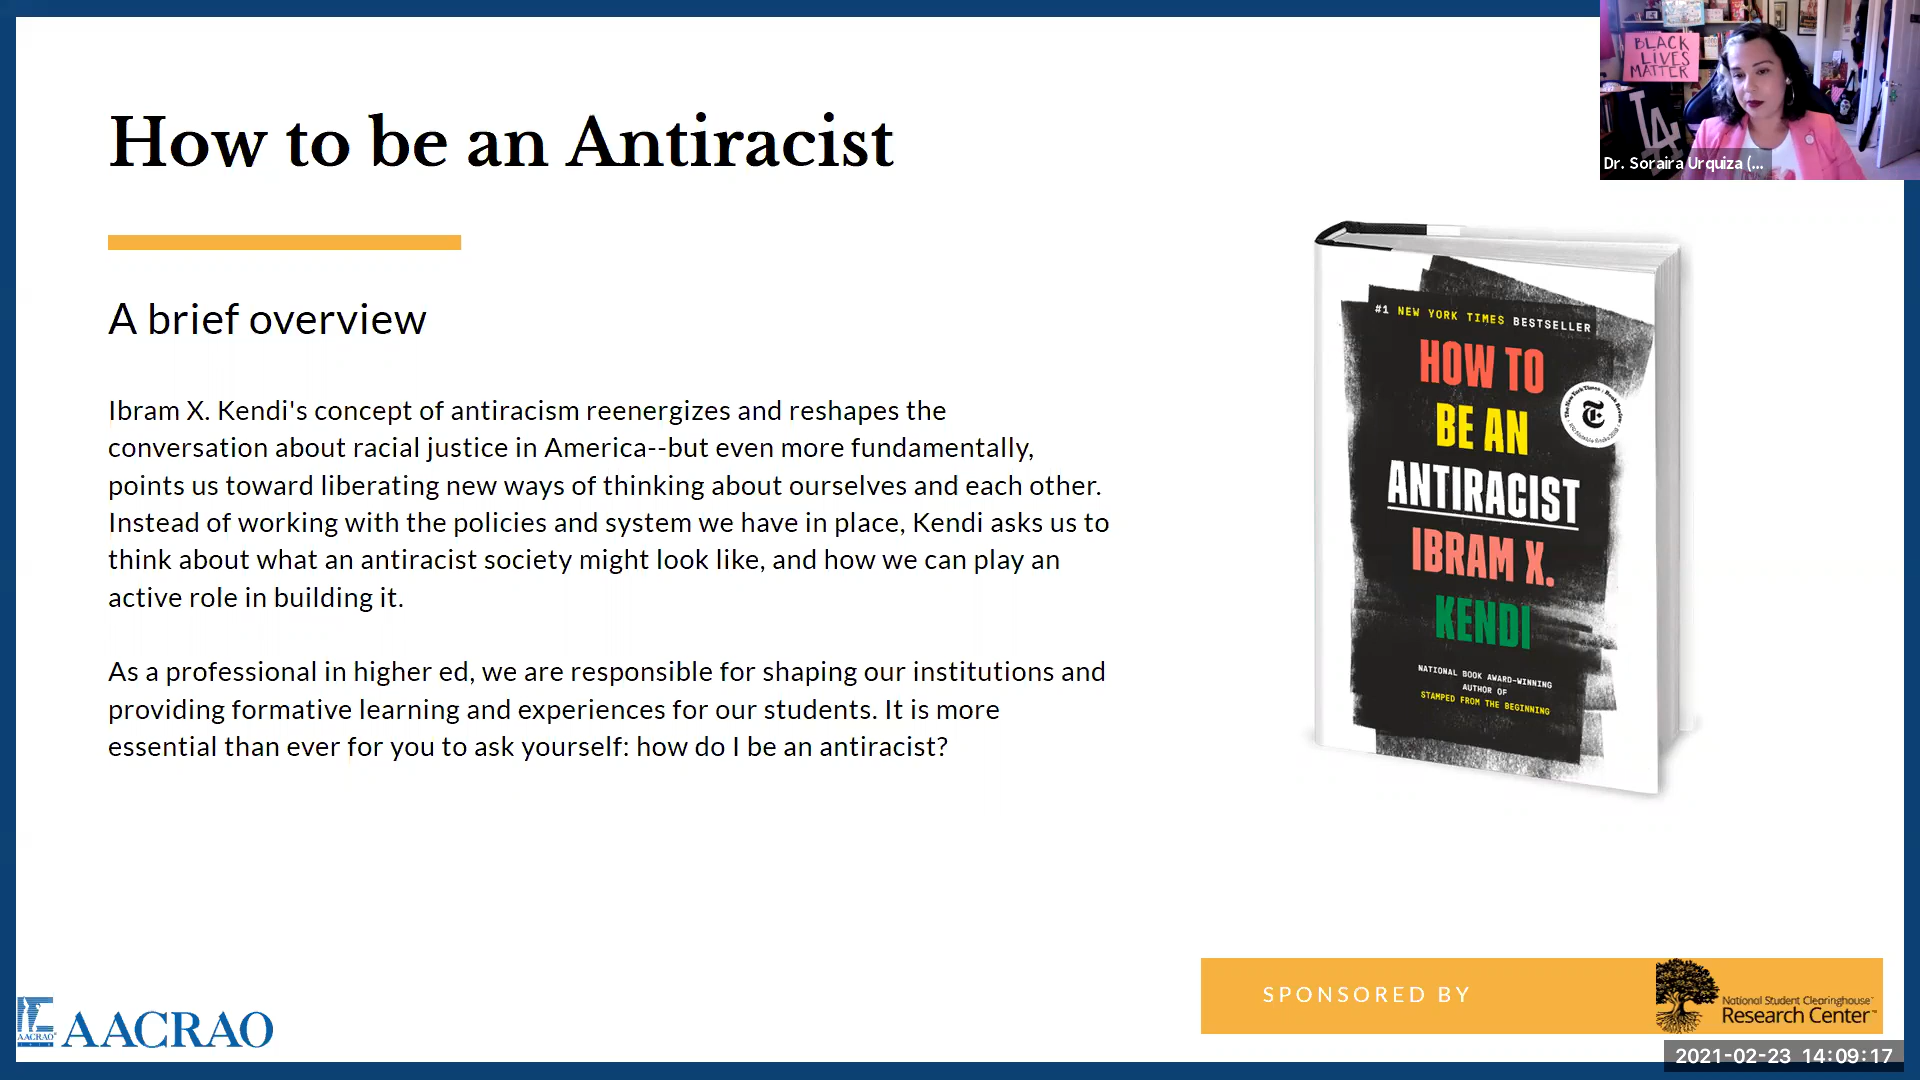 How to be an Antiracist
A brief overview
Ibram X. Kendi's concept of antiracism reenergizes and reshapes the
conversation about racial justice in America--but even more fundamentally,
points us toward liberating new ways of thinking about ourselves and each other.
Instead of working with the policies and system we have in place, Kendi asks us to
think about what an antiracist society might look like, and how we can play an
active role in building it.
As a professional in higher ed, we are responsible for shaping our institutions and
providing formative learning and experiences for our students. It is more
essential than ever for you to ask yourself: how do I be an antiracist?
BLACK
LIVES
MATTER
LA
Dr. Soraira Urquiza (...
#1 NEW YORK TIMES BESTSELLER
HOW TO
BE AN
ANTIRACIST
IBRAM X.
KENDI
NATIONAL BOOK AWARD-WINNING
AUTHOR OF
STAMPED FROM THE BEGINNING
AACRAO
AACRAO
SPONSORED BY
National Student Clearinghouse
Research Center™
2021-02-23 14:09:17